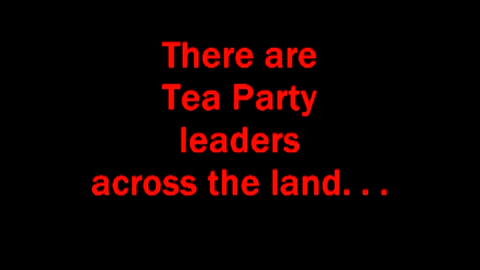 There are
Tea Party
leaders
across the land. . .